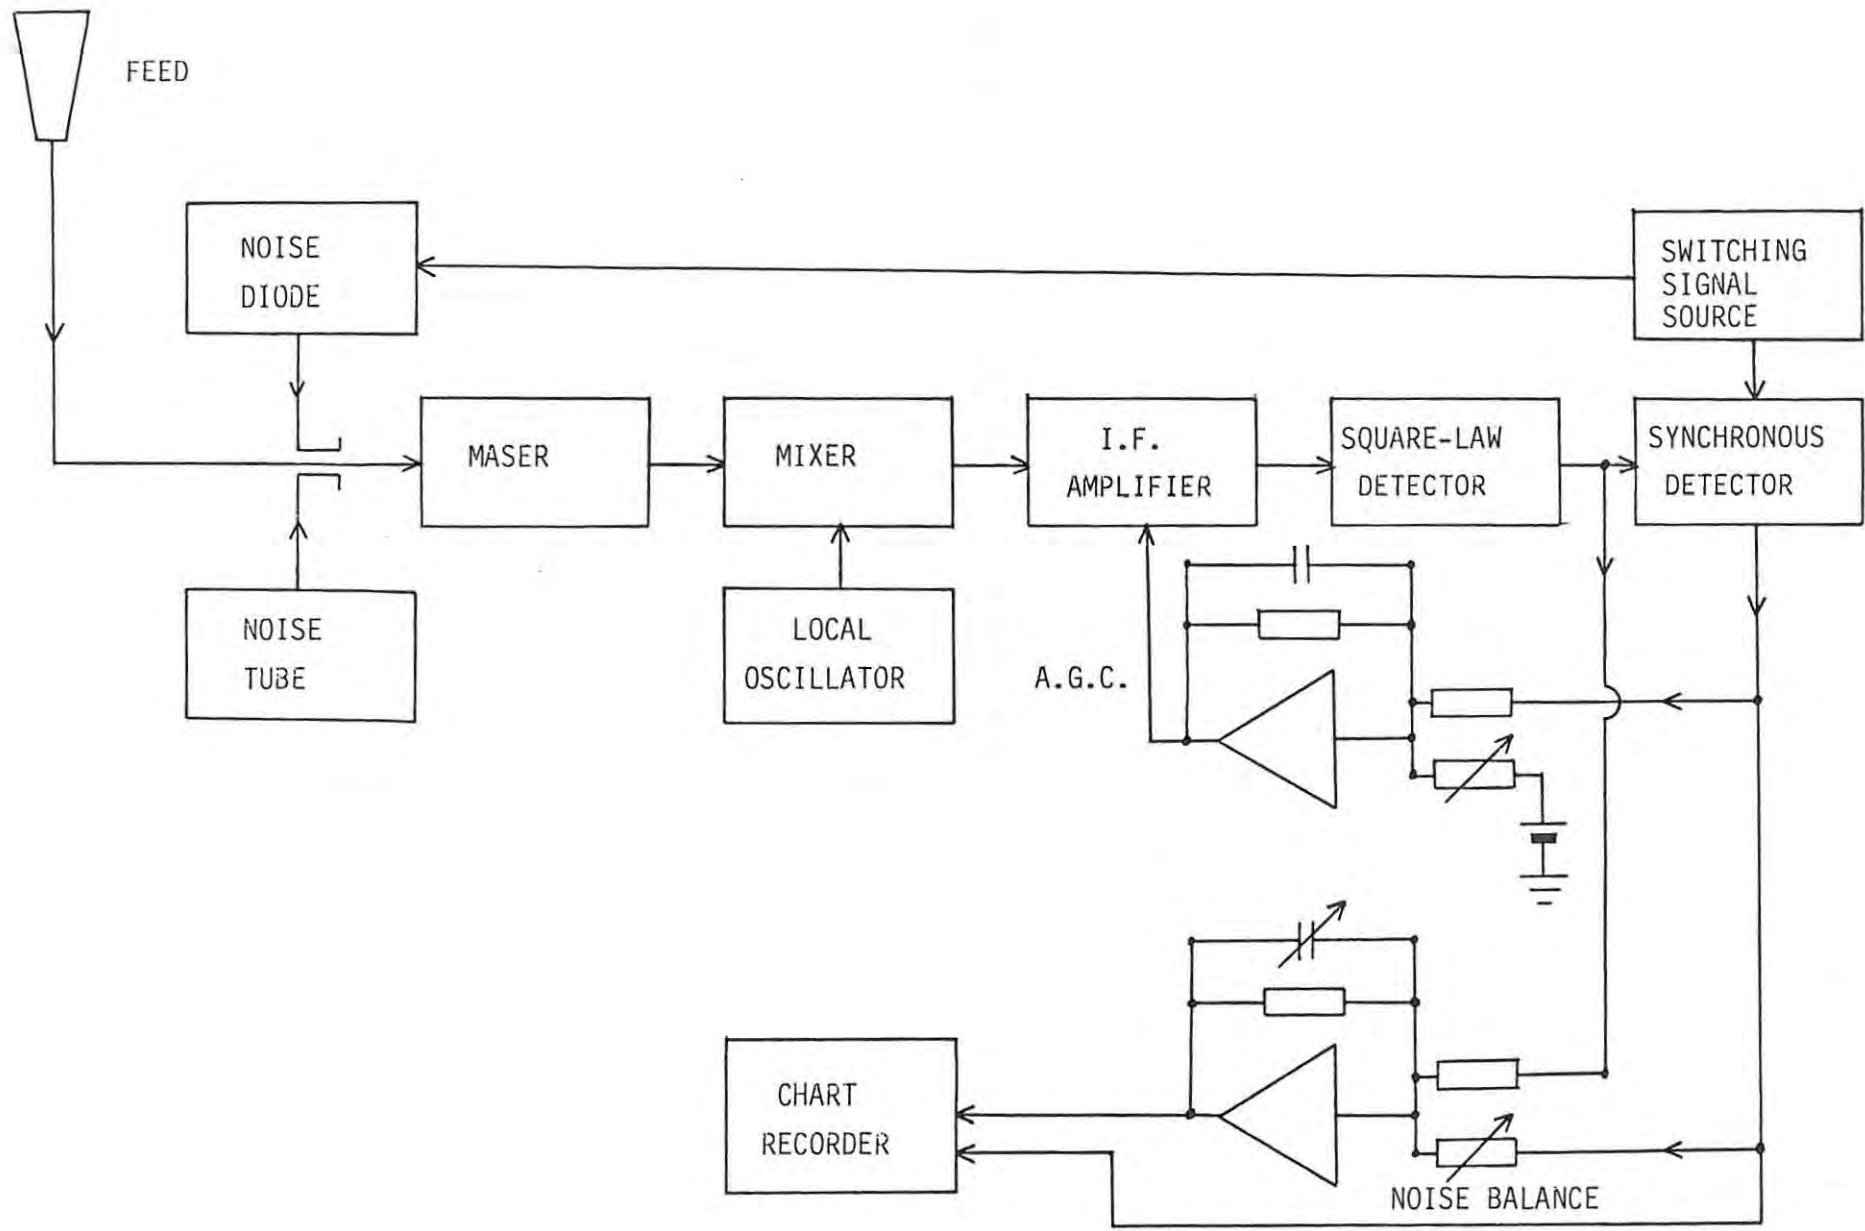 FEED
NOISE
DIODE
SWITCHING
SIGNAL
SOURCE
MASER
MIXER
I.F.
AMPLIFIER
SQUARE-LAW
DETECTOR
SYNCHRONOUS
DETECTOR
NOISE
TUBE
LOCAL
OSCILLATOR
A.G.C.
CHART
RECORDER
NOISE BALANCE